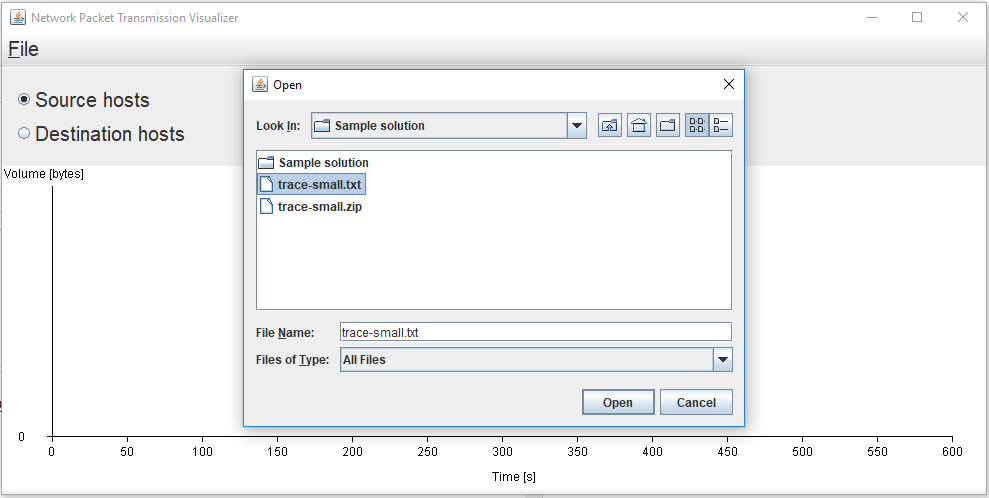 Network Packet Transmission Visualizer
File
Source hosts
Destination hosts
Open
Look In: Sample solution
Sample solution
trace-small.txt
trace-small.zip
File Name: trace-small.txt
Files of Type: All Files
Open Cancel
Volume [bytes]
0
0 50 100 150 200 250 300 350 400 450 500 550 600
Time [s]